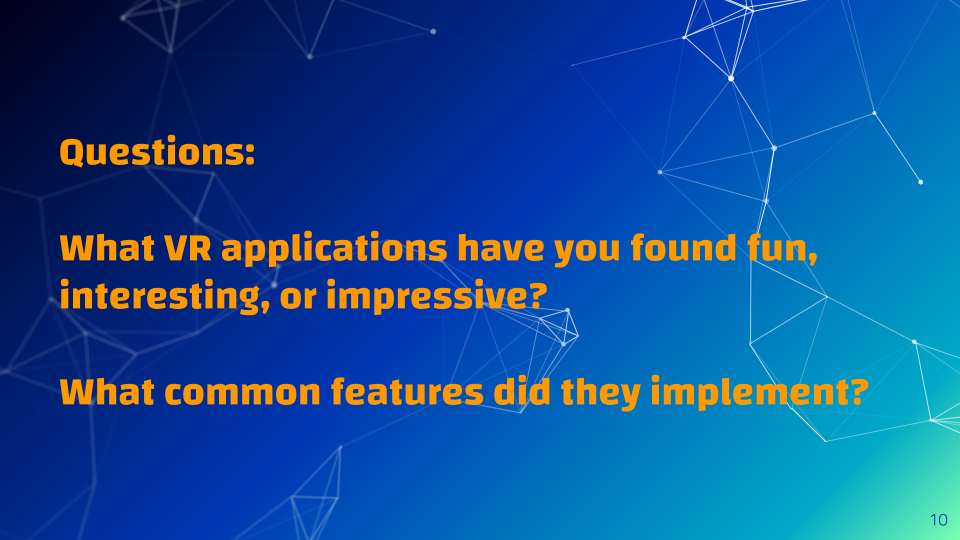 Questions:
What VR applications have you found fun,
interesting, or impressive?
What common features did they implement?
10